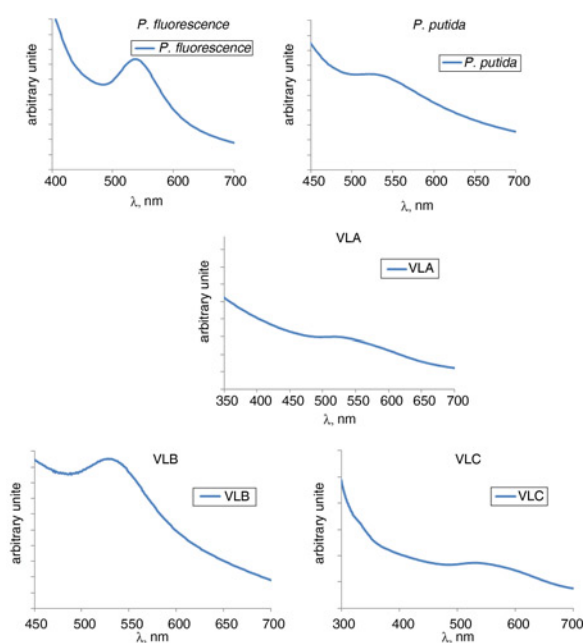 P. fluorescence
P. fluorescence
arbitrary unite
400 500 600 700
λ, nm
P. putida
P. putida
arbitrary unite
450 500 550 600 650 700
λ, nm
VLA
VLA
arbitrary unite
350 400 450 500 550 600 650 700
λ, nm
VLB
VLB
arbitrary unite
450 500 550 600 650 700
λ, nm
VLC
VLC
arbitrary unite
300 400 500 600 700
λ, nm